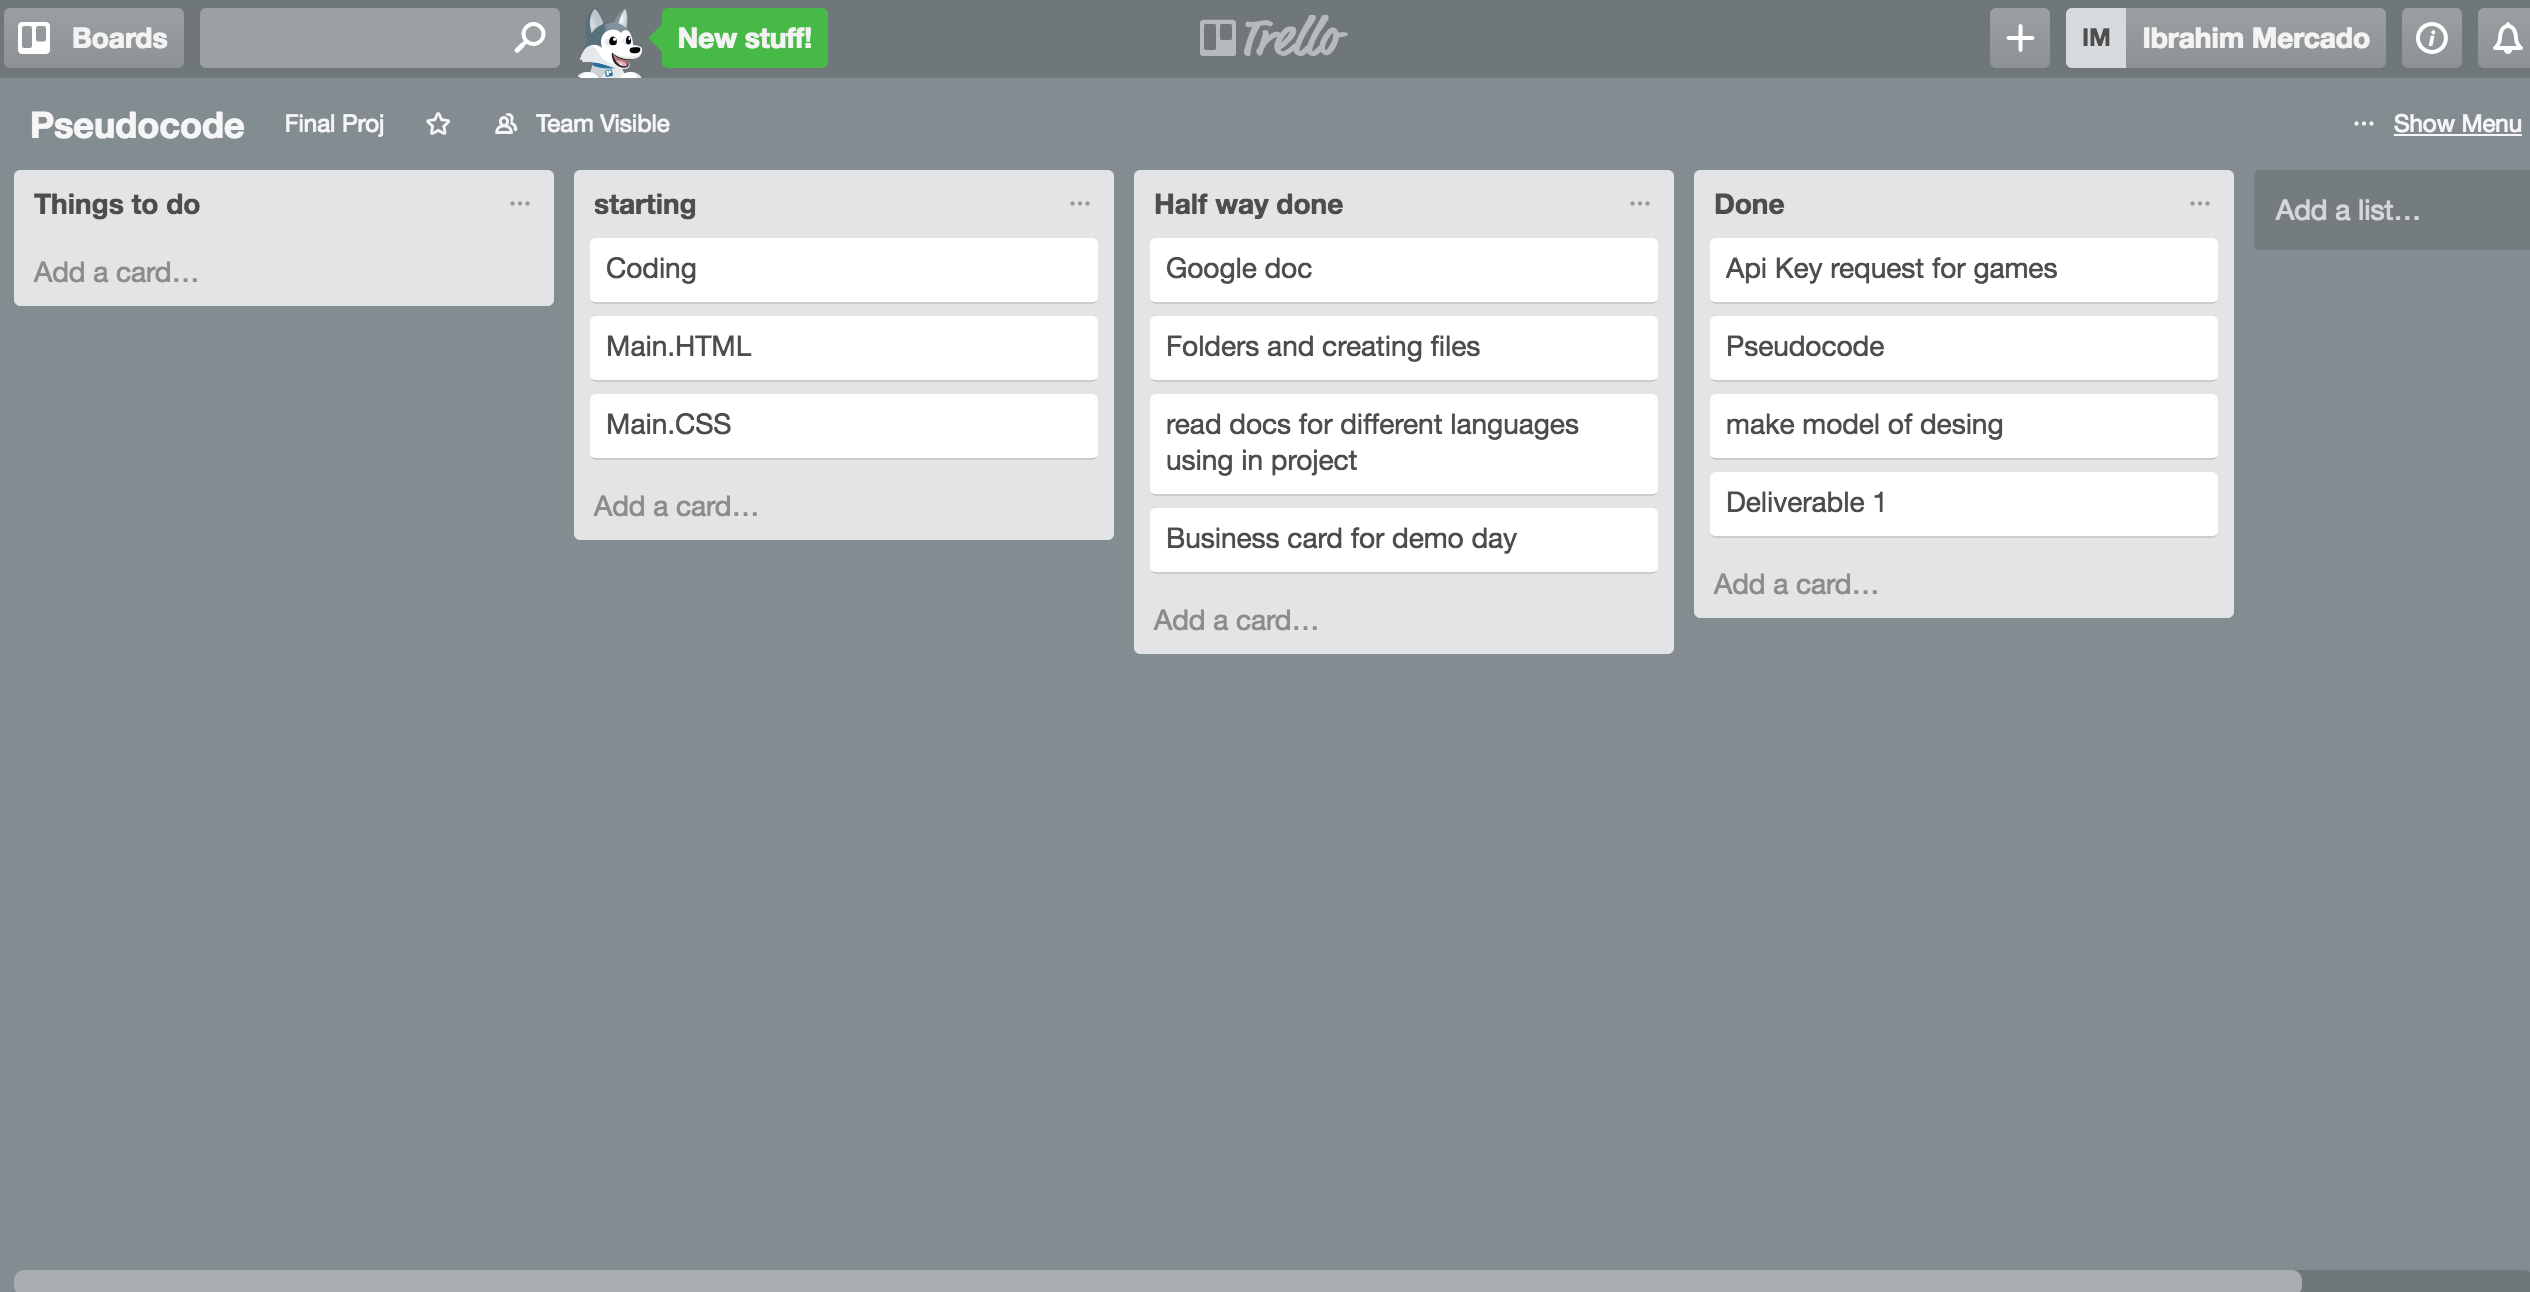 Boards
New stuff!
Trello
IM Ibrahim Mercado
Pseudocode Final Proj Team Visible
... Show Menu
Things to do
Add a card...
starting
Coding
Main.HTML
Main.CSS
Add a card...
Half way done
Google doc
Folders and creating files
read docs for different languages
using in project
Business card for demo day
Add a card...
Done
Api Key request for games
Pseudocode
make model of desing
Deliverable 1
Add a card...
Add a list...